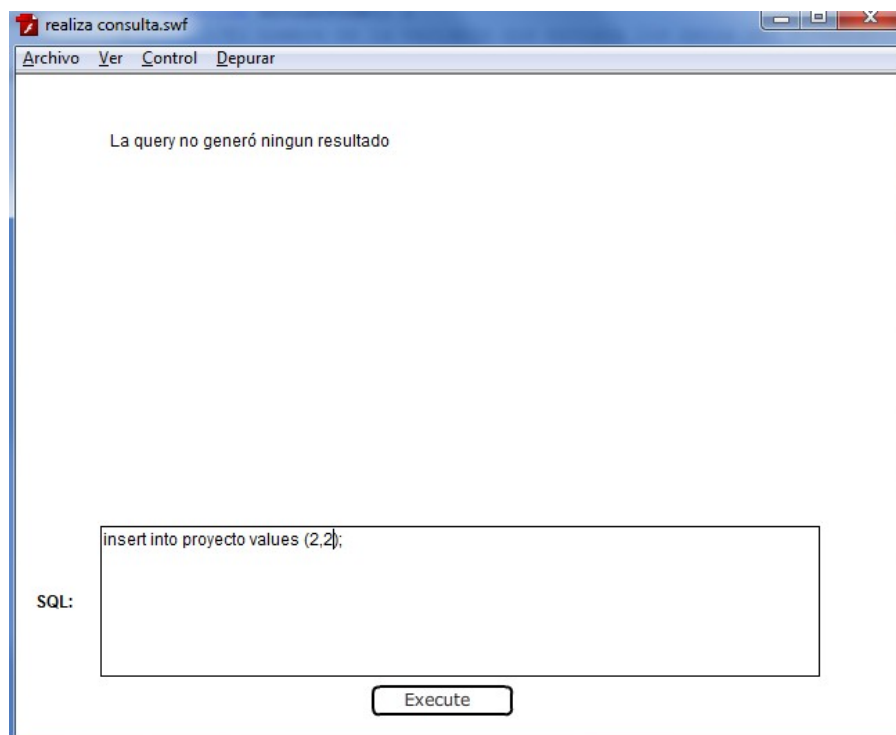 realiza consulta.swf
Archivo Ver Control Depurar
La query no generó ningun resultado
insert into proyecto values (2,2);
SQL:
Execute